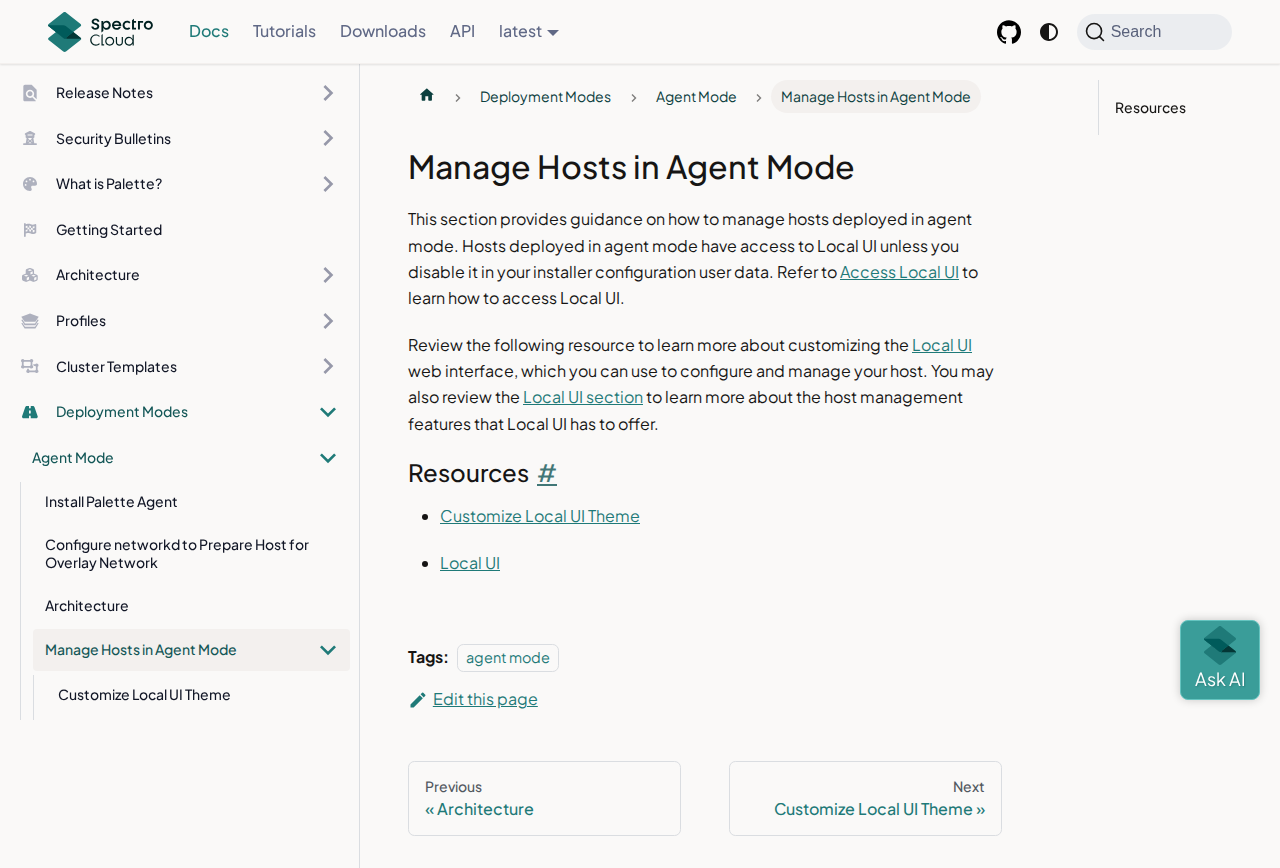 Spectro Cloud
Docs
Tutorials
Downloads
API
latest
Search
Release Notes
Security Bulletins
What is Palette?
Getting Started
Architecture
Profiles
Cluster Templates
Deployment Modes
Agent Mode
Install Palette Agent
Configure networkd to Prepare Host for
Overlay Network
Architecture
Manage Hosts in Agent Mode
Customize Local UI Theme
Deployment Modes
Agent Mode
Manage Hosts in Agent Mode
Manage Hosts in Agent Mode
This section provides guidance on how to manage hosts deployed in agent
mode. Hosts deployed in agent mode have access to Local UI unless you
disable it in your installer configuration user data. Refer to Access Local UI to
learn how to access Local UI.
Review the following resource to learn more about customizing the Local UI
web interface, which you can use to configure and manage your host. You may
also review the Local UI section to learn more about the host management
features that Local UI has to offer.
Resources #
Customize Local UI Theme
Local UI
Tags: agent mode
Edit this page
Previous
« Architecture
Next
Customize Local UI Theme »
Resources
Ask AI